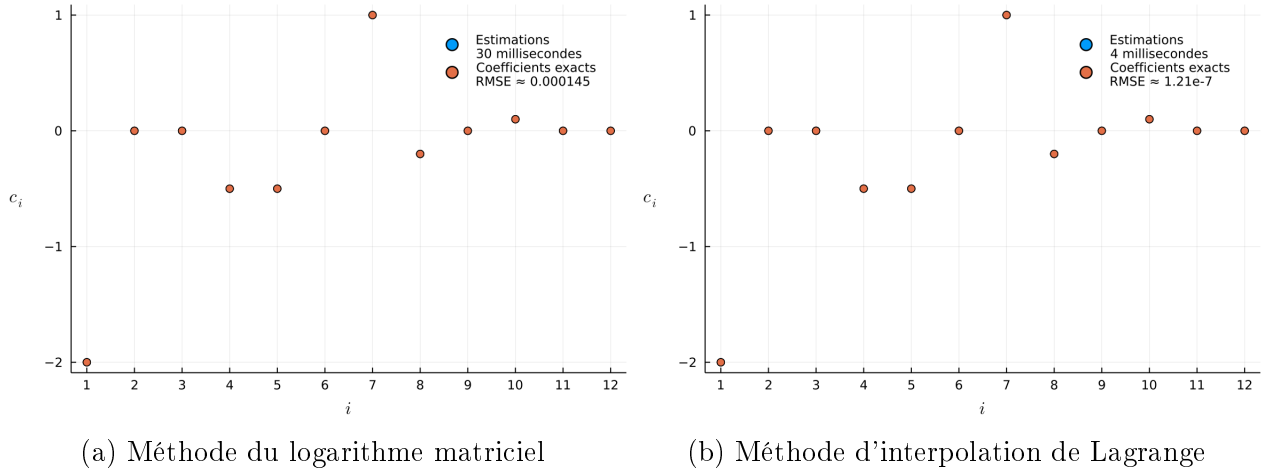 1
0
−1
−2
c_i
1 2 3 4 5 6 7 8 9 10 11 12
i
Estimations
30 millisecondes
Coefficients exacts
RMSE ≈ 0.000145
(a) Méthode du logarithme matriciel
1
0
−1
−2
c_i
1 2 3 4 5 6 7 8 9 10 11 12
i
Estimations
4 millisecondes
Coefficients exacts
RMSE ≈ 1.21e-7
(b) Méthode d'interpolation de Lagrange